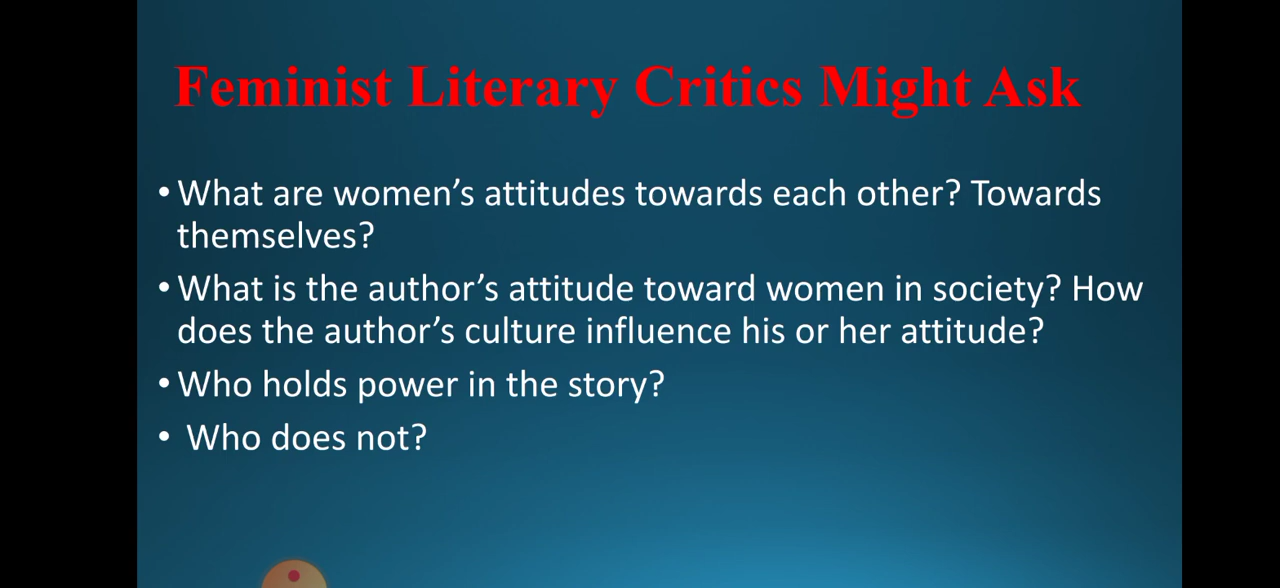 Feminist Literary Critics Might Ask
• What are women’s attitudes towards each other? Towards
themselves?
• What is the author’s attitude toward women in society? How
does the author’s culture influence his or her attitude?
• Who holds power in the story?
• Who does not?